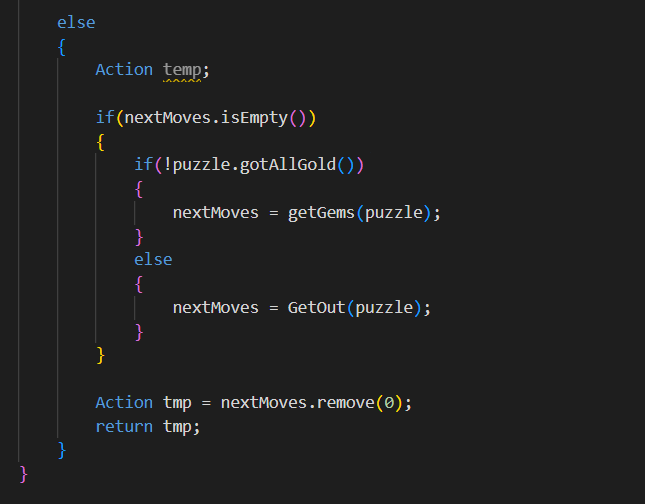 else
{
Action temp;
if(nextMoves.isEmpty())
{
if(!puzzle.gotAllGold())
{
nextMoves = getGems(puzzle);
}
else
{
nextMoves = GetOut(puzzle);
}
}
Action tmp = nextMoves.remove(0);
return tmp;
}
}